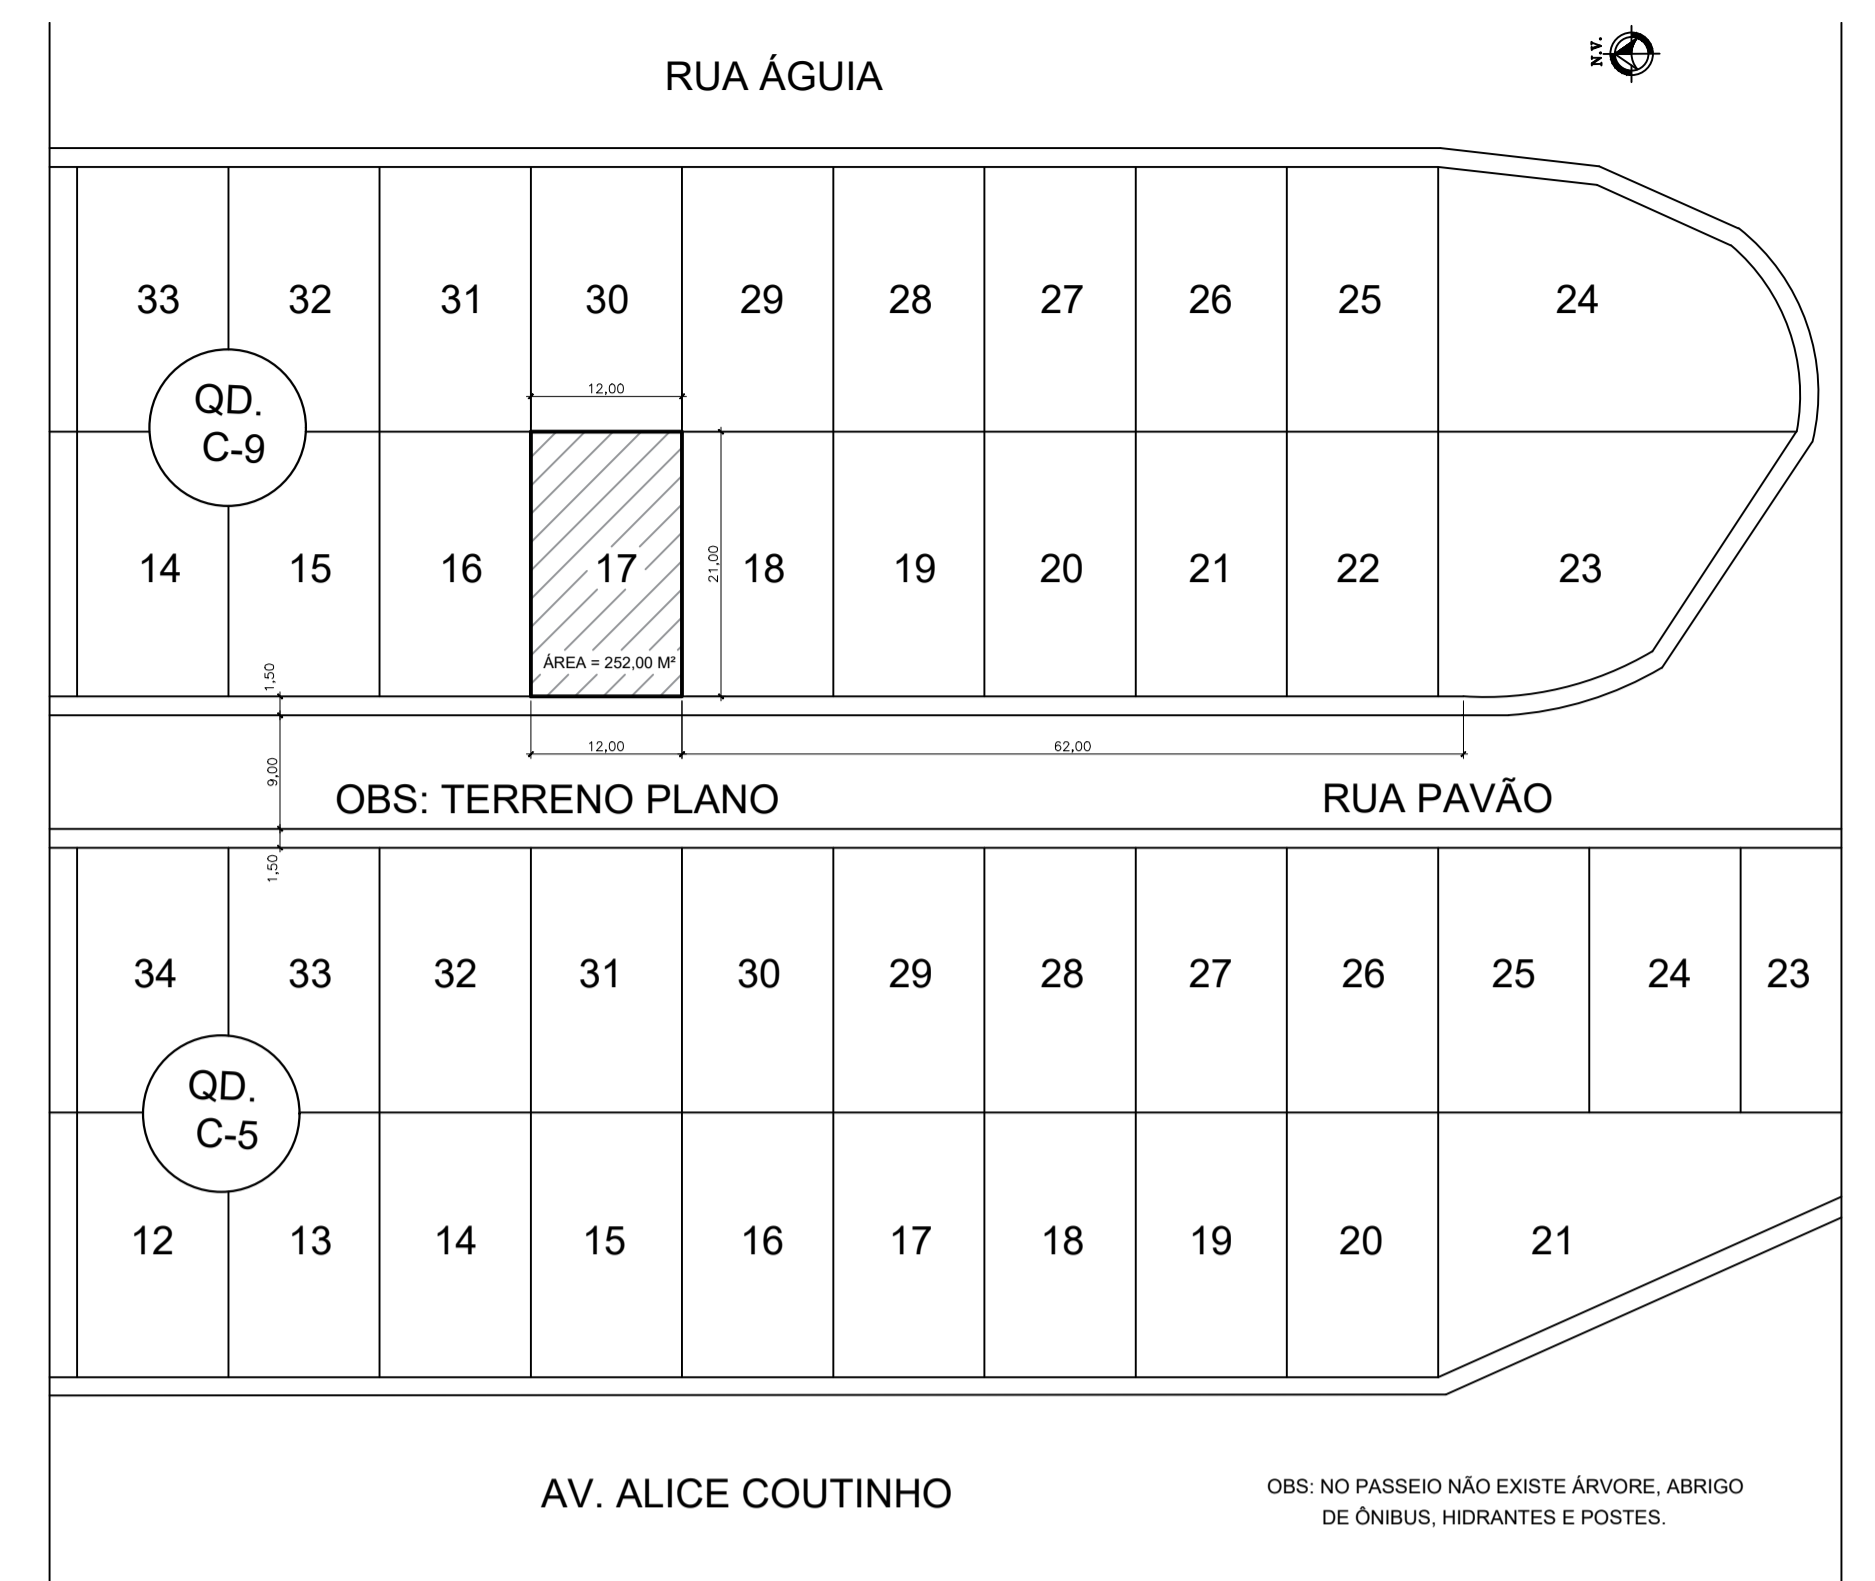 N.V.
RUA ÁGUIA
33 32 31 30 29 28 27 26 25 24
12,00
QD.
C-9
14 15 16 17 21,00 18 19 20 21 22 23
ÁREA = 252,00 M²
1,50
12,00 62,00
9,00
OBS: TERRENO PLANO RUA PAVÃO
1,50
34 33 32 31 30 29 28 27 26 25 24 23
QD.
C-5
12 13 14 15 16 17 18 19 20 21
AV. ALICE COUTINHO
OBS: NO PASSEIO NÃO EXISTE ÁRVORE, ABRIGO
DE ÔNIBUS, HIDRANTES E POSTES.